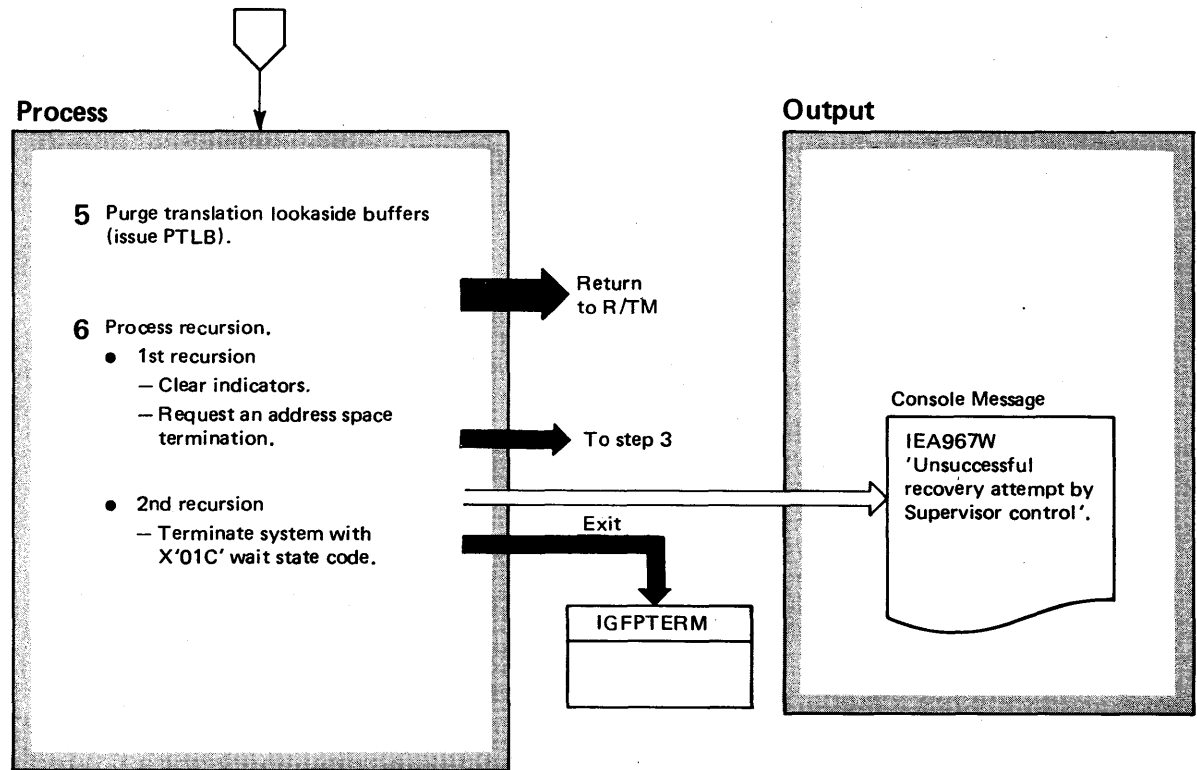 Process
5 Purge translation lookaside buffers
(issue PTLB).
Return
to R/TM
6 Process recursion.
● 1st recursion
— Clear indicators.
— Request an address space
termination.
To step 3
● 2nd recursion
— Terminate system with
X'01C' wait state code.
Exit
IGFPTERM
Output
Console Message
IEA967W
'Unsuccessful
recovery attempt by
Supervisor control'.